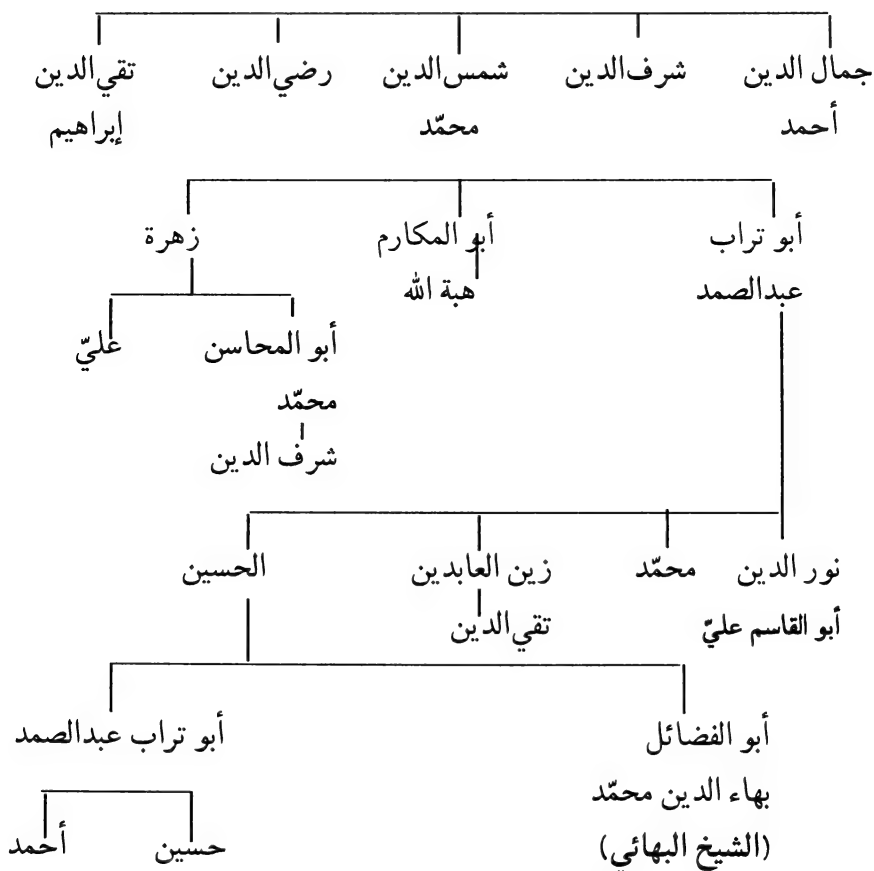 جمال الدين شرف الدين شمس الدين رضي الدين تقي الدين
أحمد محمّد إبراهيم
أبو تراب أبو المكارم زهرة
عبدالصمد هبة الله
أبو المحاسن عليّ
محمّد
شرف الدين
نور الدين محمّد زين العابدين الحسين
أبو القاسم عليّ تقي الدين
أبو الفضائل أبو تراب عبدالصمد
بهاء الدين محمّد
(الشيخ البهائي) حسين أحمد